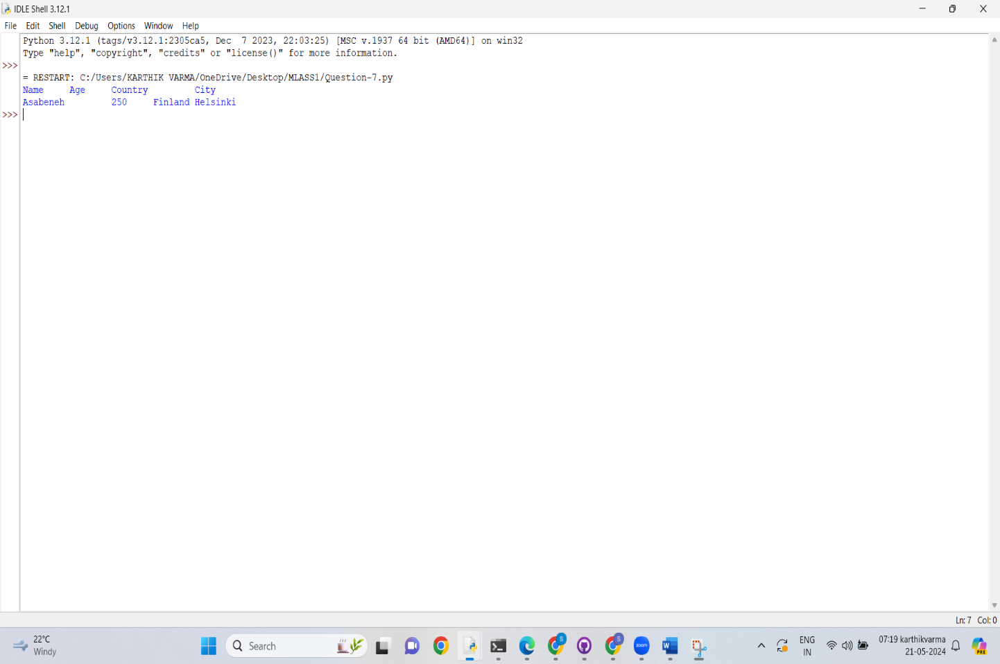 IDLE Shell 3.12.1
File Edit Shell Debug Options Window Help
Python 3.12.1 (tags/v3.12.1:2305ca5, Dec  7 2023, 22:03:25) [MSC v.1937 64 bit (AMD64)] on win32
Type "help", "copyright", "credits" or "license()" for more information.
>>>
= RESTART: C:/Users/KARTHIK VARMA/OneDrive/Desktop/MLASS1/Question-7.py
Name     Age     Country         City
Asabeneh         250     Finland Helsinki
>>>
Ln: 7 Col: 0
22°C
Windy
Search
S
S
zoom
W
ENG
IN
07:19 karthikvarma
21-05-2024
PRE